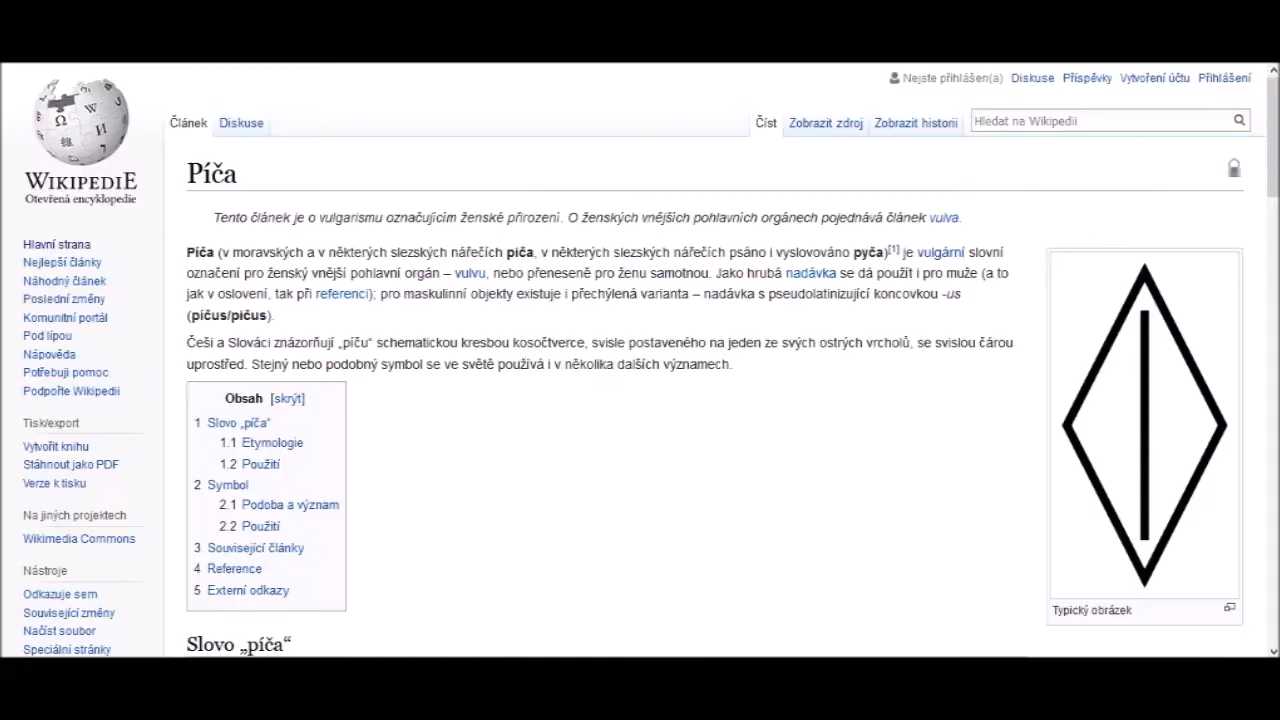 Nejste přihlášen(a) Diskuse Příspěvky Vytvoření účtu Přihlášení
Článek Diskuse Číst Zobrazit zdroj Zobrazit historii Hledat na Wikipedii
WIKIPEDIE
Otevřená encyklopedie
Hlavní strana
Nejlepší články
Náhodný článek
Poslední změny
Komunitní portál
Pod lípou
Nápověda
Potřebuji pomoc
Podpořte Wikipedii
Tisk/export
Vytvořit knihu
Stáhnout jako PDF
Verze k tisku
Na jiných projektech
Wikimedia Commons
Nástroje
Odkazuje sem
Související změny
Načíst soubor
Speciální stránky
Píča
Tento článek je o vulgarismu označujícím ženské přirození. O ženských vnějších pohlavních orgánech pojednává článek vulva.
Píča (v moravských a v některých slezských nářečích piča, v některých slezských nářečích psáno i vyslovováno pyča)[1] je vulgární slovní
označení pro ženský vnější pohlavní orgán – vulvu, nebo přeneseně pro ženu samotnou. Jako hrubá nadávka se dá použít i pro muže (a to
jak v oslovení, tak při referenci); pro maskulinní objekty existuje i přechýlená varianta – nadávka s pseudolatinizující koncovkou -us
(píčus/pičus).
Češi a Slováci znázorňují „píču“ schematickou kresbou kosočtverce, svisle postaveného na jeden ze svých ostrých vrcholů, se svislou čárou
uprostřed. Stejný nebo podobný symbol se ve světě používá i v několika dalších významech.
Obsah [skrýt]
1 Slovo „píča“
1.1 Etymologie
1.2 Použití
2 Symbol
2.1 Podoba a význam
2.2 Použití
3 Související články
4 Reference
5 Externí odkazy
Slovo „píča“
Typický obrázek